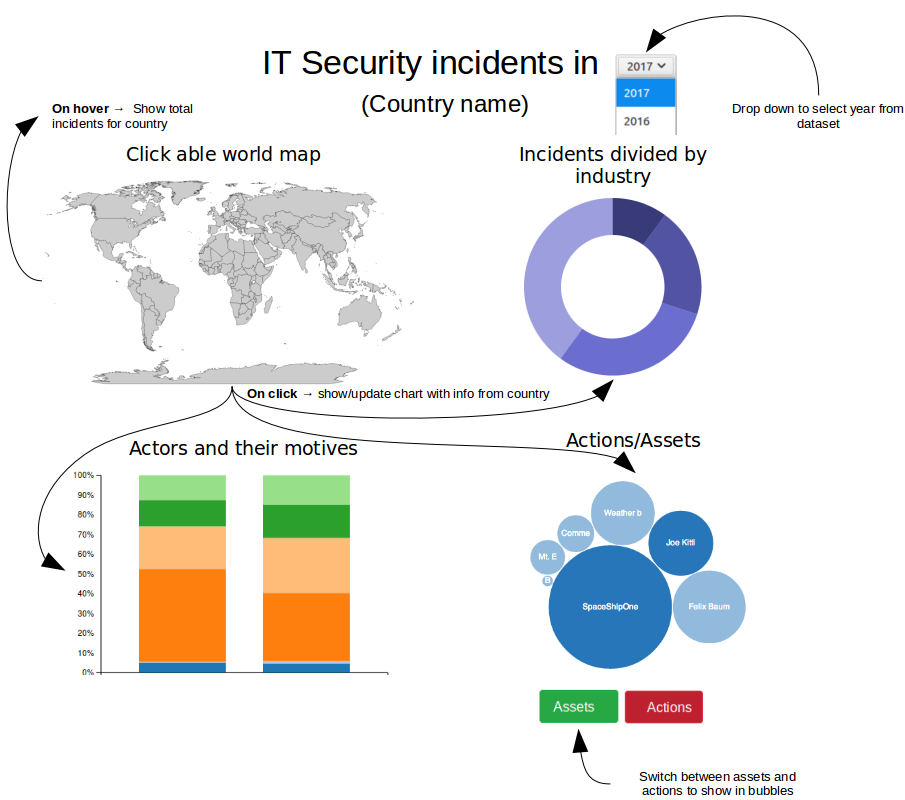 IT Security incidents in
2017
2017
2016
(Country name)
On hover → Show total
incidents for country
Drop down to select year from
dataset
Click able world map
Incidents divided by
industry
On click → show/update chart with info from country
Actors and their motives
100%
90%
80%
70%
60%
50%
40%
30%
20%
10%
0%
Actions/Assets
Weather b
Comme
Joe Kitti
Mt. E
B
SpaceShipOne
Felix Baum
Assets
Actions
Switch between assets and
actions to show in bubbles